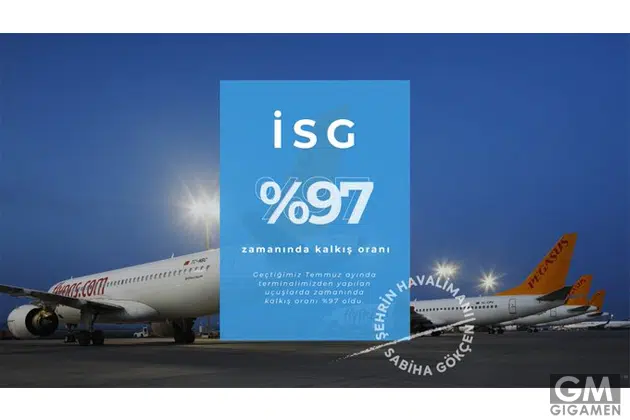 İSG
%97
zamanında kalkış oranı
Geçtiğimiz Temmuz ayında
terminalimizden yapılan
uçuşlarda zamanında
kalkış oranı %97 oldu.
PEGASUS
ŞEHRİN HAVALİMANI
SABİHA GÖKÇEN
GM
GIGAMEN